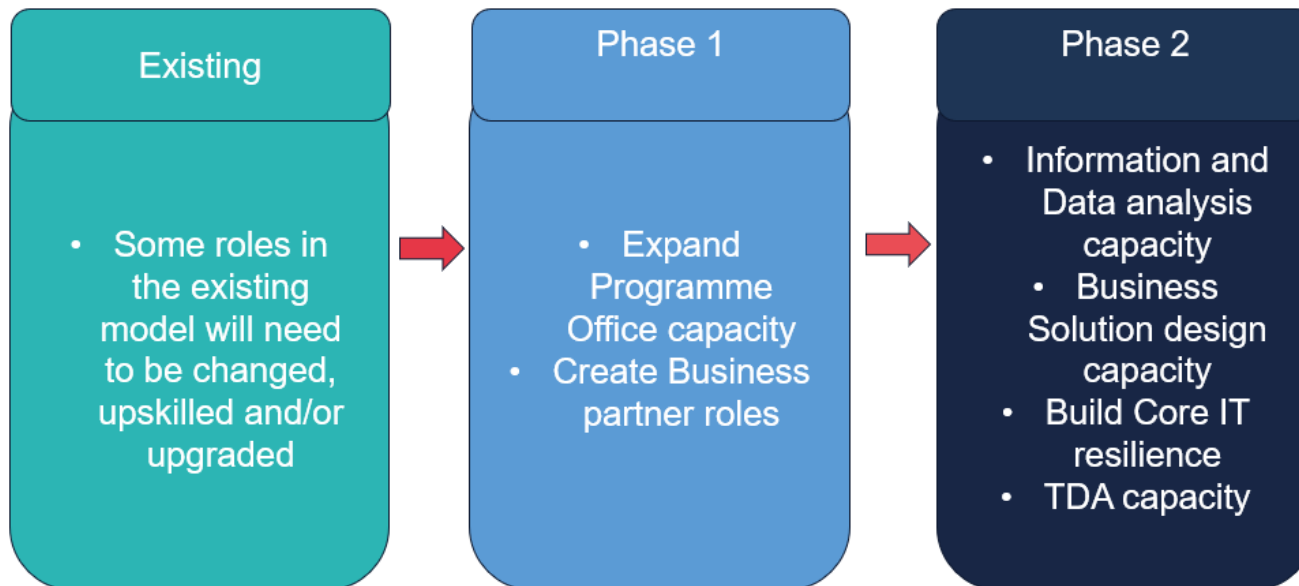 Existing
• Some roles in
the existing
model will need
to be changed,
upskilled and/or
upgraded
Phase 1
• Expand
Programme
Office capacity
• Create Business
partner roles
Phase 2
• Information and
Data analysis
capacity
• Business
Solution design
capacity
• Build Core IT
resilience
• TDA capacity